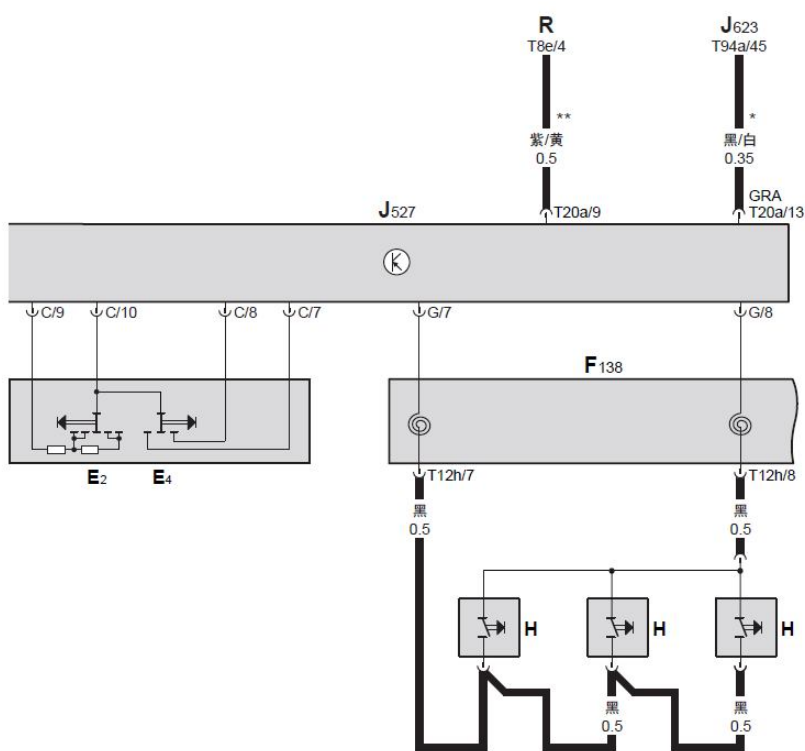 R
T8e/4
J623
T94a/45
**
*
紫/黄
0.5
黑/白
0.35
GRA
J527
T20a/9
T20a/13
C/9
C/10
C/8
C/7
G/7
G/8
F138
E2
E4
T12h/7
T12h/8
黑
0.5
黑
0.5
H
H
H
黑
0.5
黑
0.5